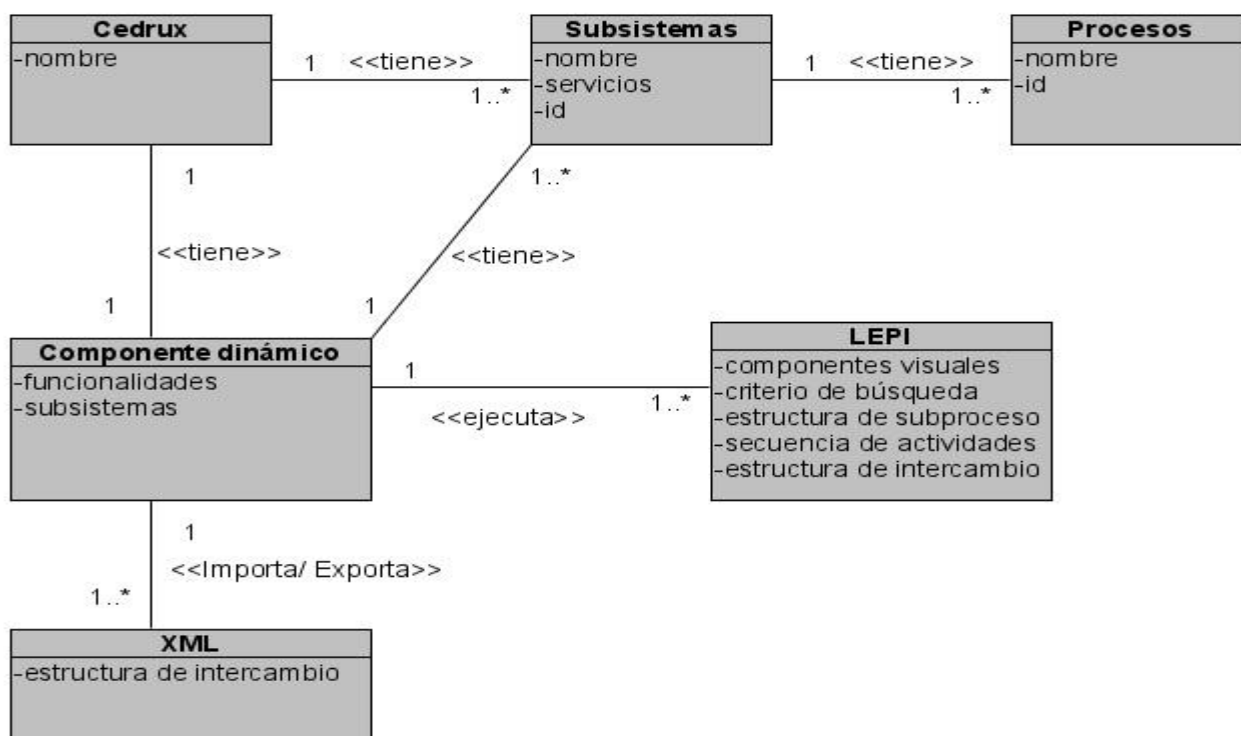 Cedrux
-nombre
1
<<tiene>>
1..*
Subsistemas
-nombre
-servicios
-id
1
<<tiene>>
1..*
Procesos
-nombre
-id
1
<<tiene>>
1
1..*
<<tiene>>
1
Componente dinámico
-funcionalidades
-subsistemas
1
<<ejecuta>>
1..*
LEPI
-componentes visuales
-criterio de búsqueda
-estructura de subproceso
-secuencia de actividades
-estructura de intercambio
1
<<Importa/ Exporta>>
1..*
XML
-estructura de intercambio